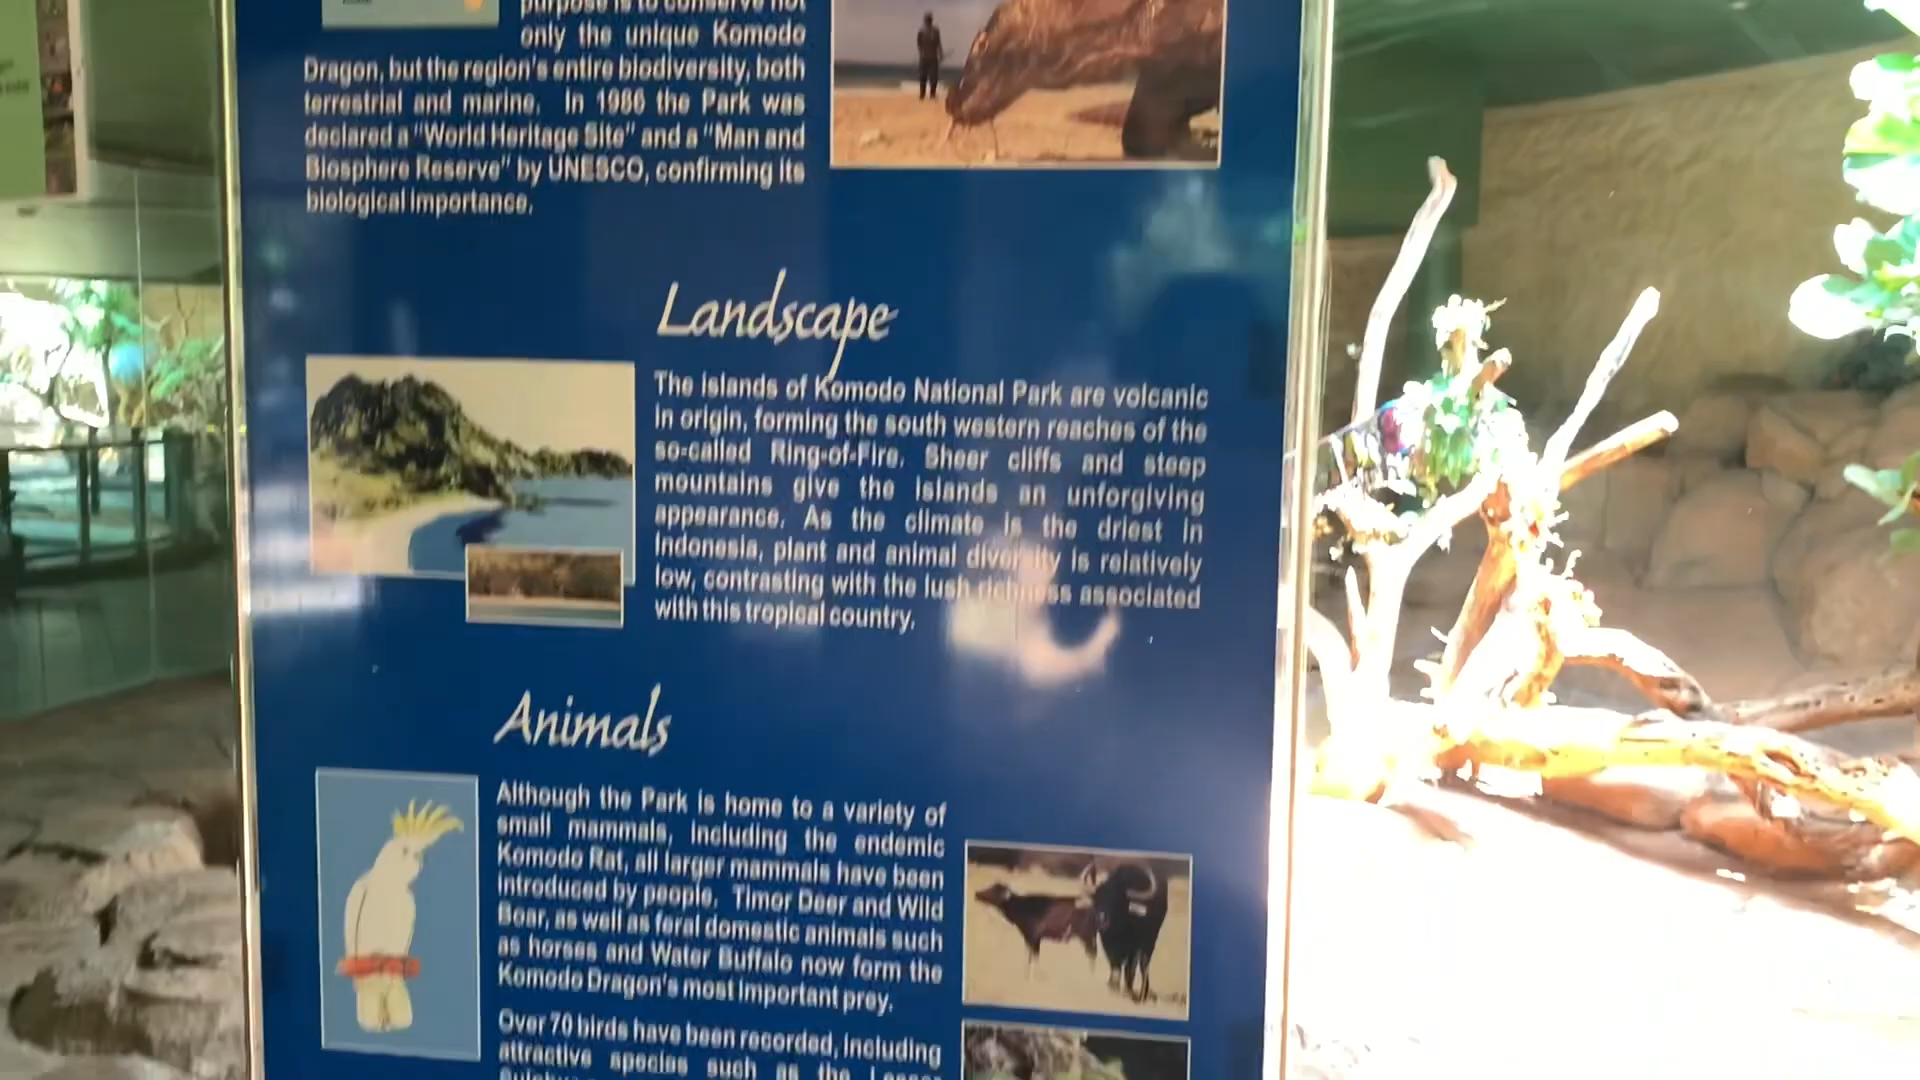 purpose is to conserve not
only the unique Komodo
Dragon, but the region's entire biodiversity, both
terrestrial and marine. In 1986 the Park was
declared a "World Heritage Site" and a "Man and
Biosphere Reserve" by UNESCO, confirming its
biological importance.
Landscape
The islands of Komodo National Park are volcanic
in origin, forming the south western reaches of the
so-called Ring-of-Fire. Sheer cliffs and steep
mountains give the islands an unforgiving
appearance. As the climate is the driest in
Indonesia, plant and animal diversity is relatively
low, contrasting with the lush richness associated
with this tropical country.
Animals
Although the Park is home to a variety of
small mammals, including the endemic
Komodo Rat, all larger mammals have been
introduced by people. Timor Deer and Wild
Boar, as well as feral domestic animals such
as horses and Water Buffalo now form the
Komodo Dragon's most important prey.
Over 70 birds have been recorded, including
attractive species such as the Lesser